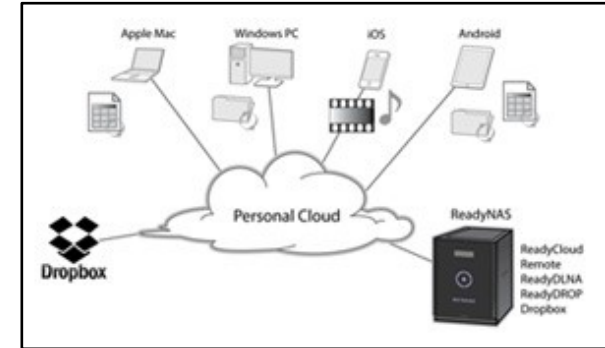 Apple Mac
Windows PC
iOS
Android
Personal Cloud
ReadyNAS
Dropbox
ReadyCloud
Remote
ReadyDLNA
ReadyDROP
Dropbox